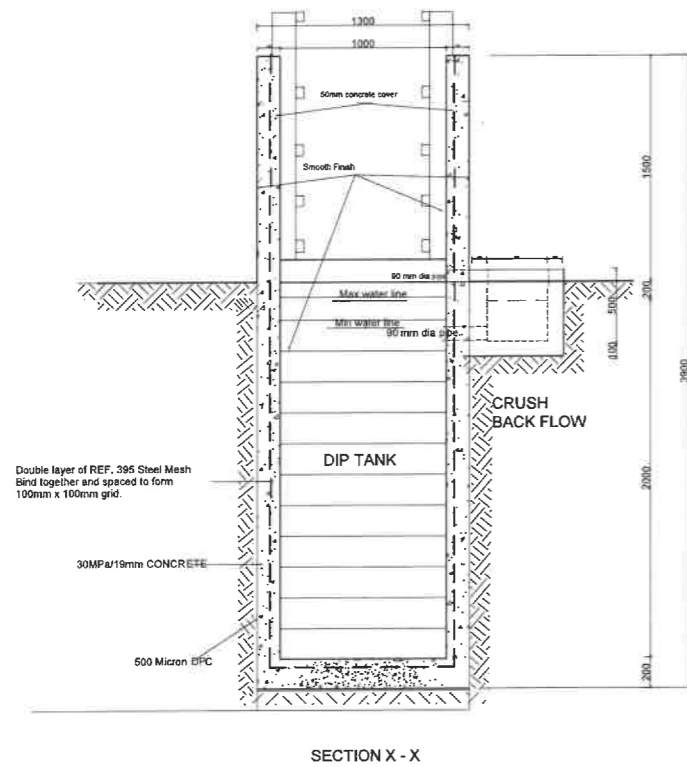 1300
1000
50mm concrete cover
Smooth Finish
1500
90 mm dia pipe
Max water line
Min water line
90 mm dia pipe
200
500
100
3900
CRUSH
BACK FLOW
DIP TANK
Double layer of REF. 395 Steel Mesh
Bind together and spaced to form
100mm x 100mm grid.
2000
30MPa/19mm CONCRETE
500 Micron DPC
200
SECTION X - X